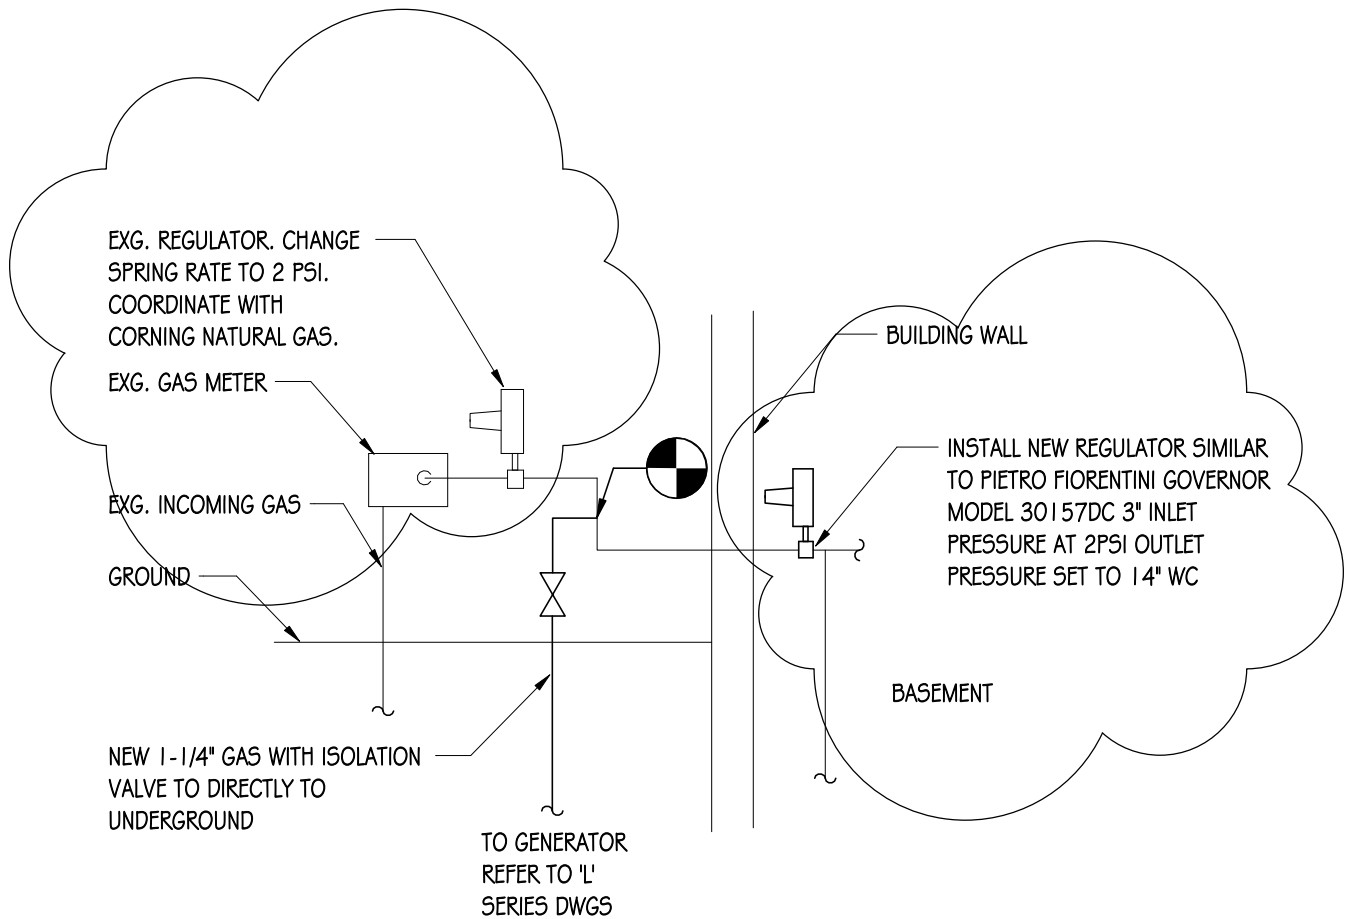 EXG. REGULATOR. CHANGE
SPRING RATE TO 2 PSI.
COORDINATE WITH
CORNING NATURAL GAS.
EXG. GAS METER
EXG. INCOMING GAS
GROUND
NEW 1-1/4" GAS WITH ISOLATION
VALVE TO DIRECTLY TO
UNDERGROUND
TO GENERATOR
REFER TO 'L'
SERIES DWGS
BUILDING WALL
INSTALL NEW REGULATOR SIMILAR
TO PIETRO FIORENTINI GOVERNOR
MODEL 30157DC 3" INLET
PRESSURE AT 2PSI OUTLET
PRESSURE SET TO 14" WC
BASEMENT